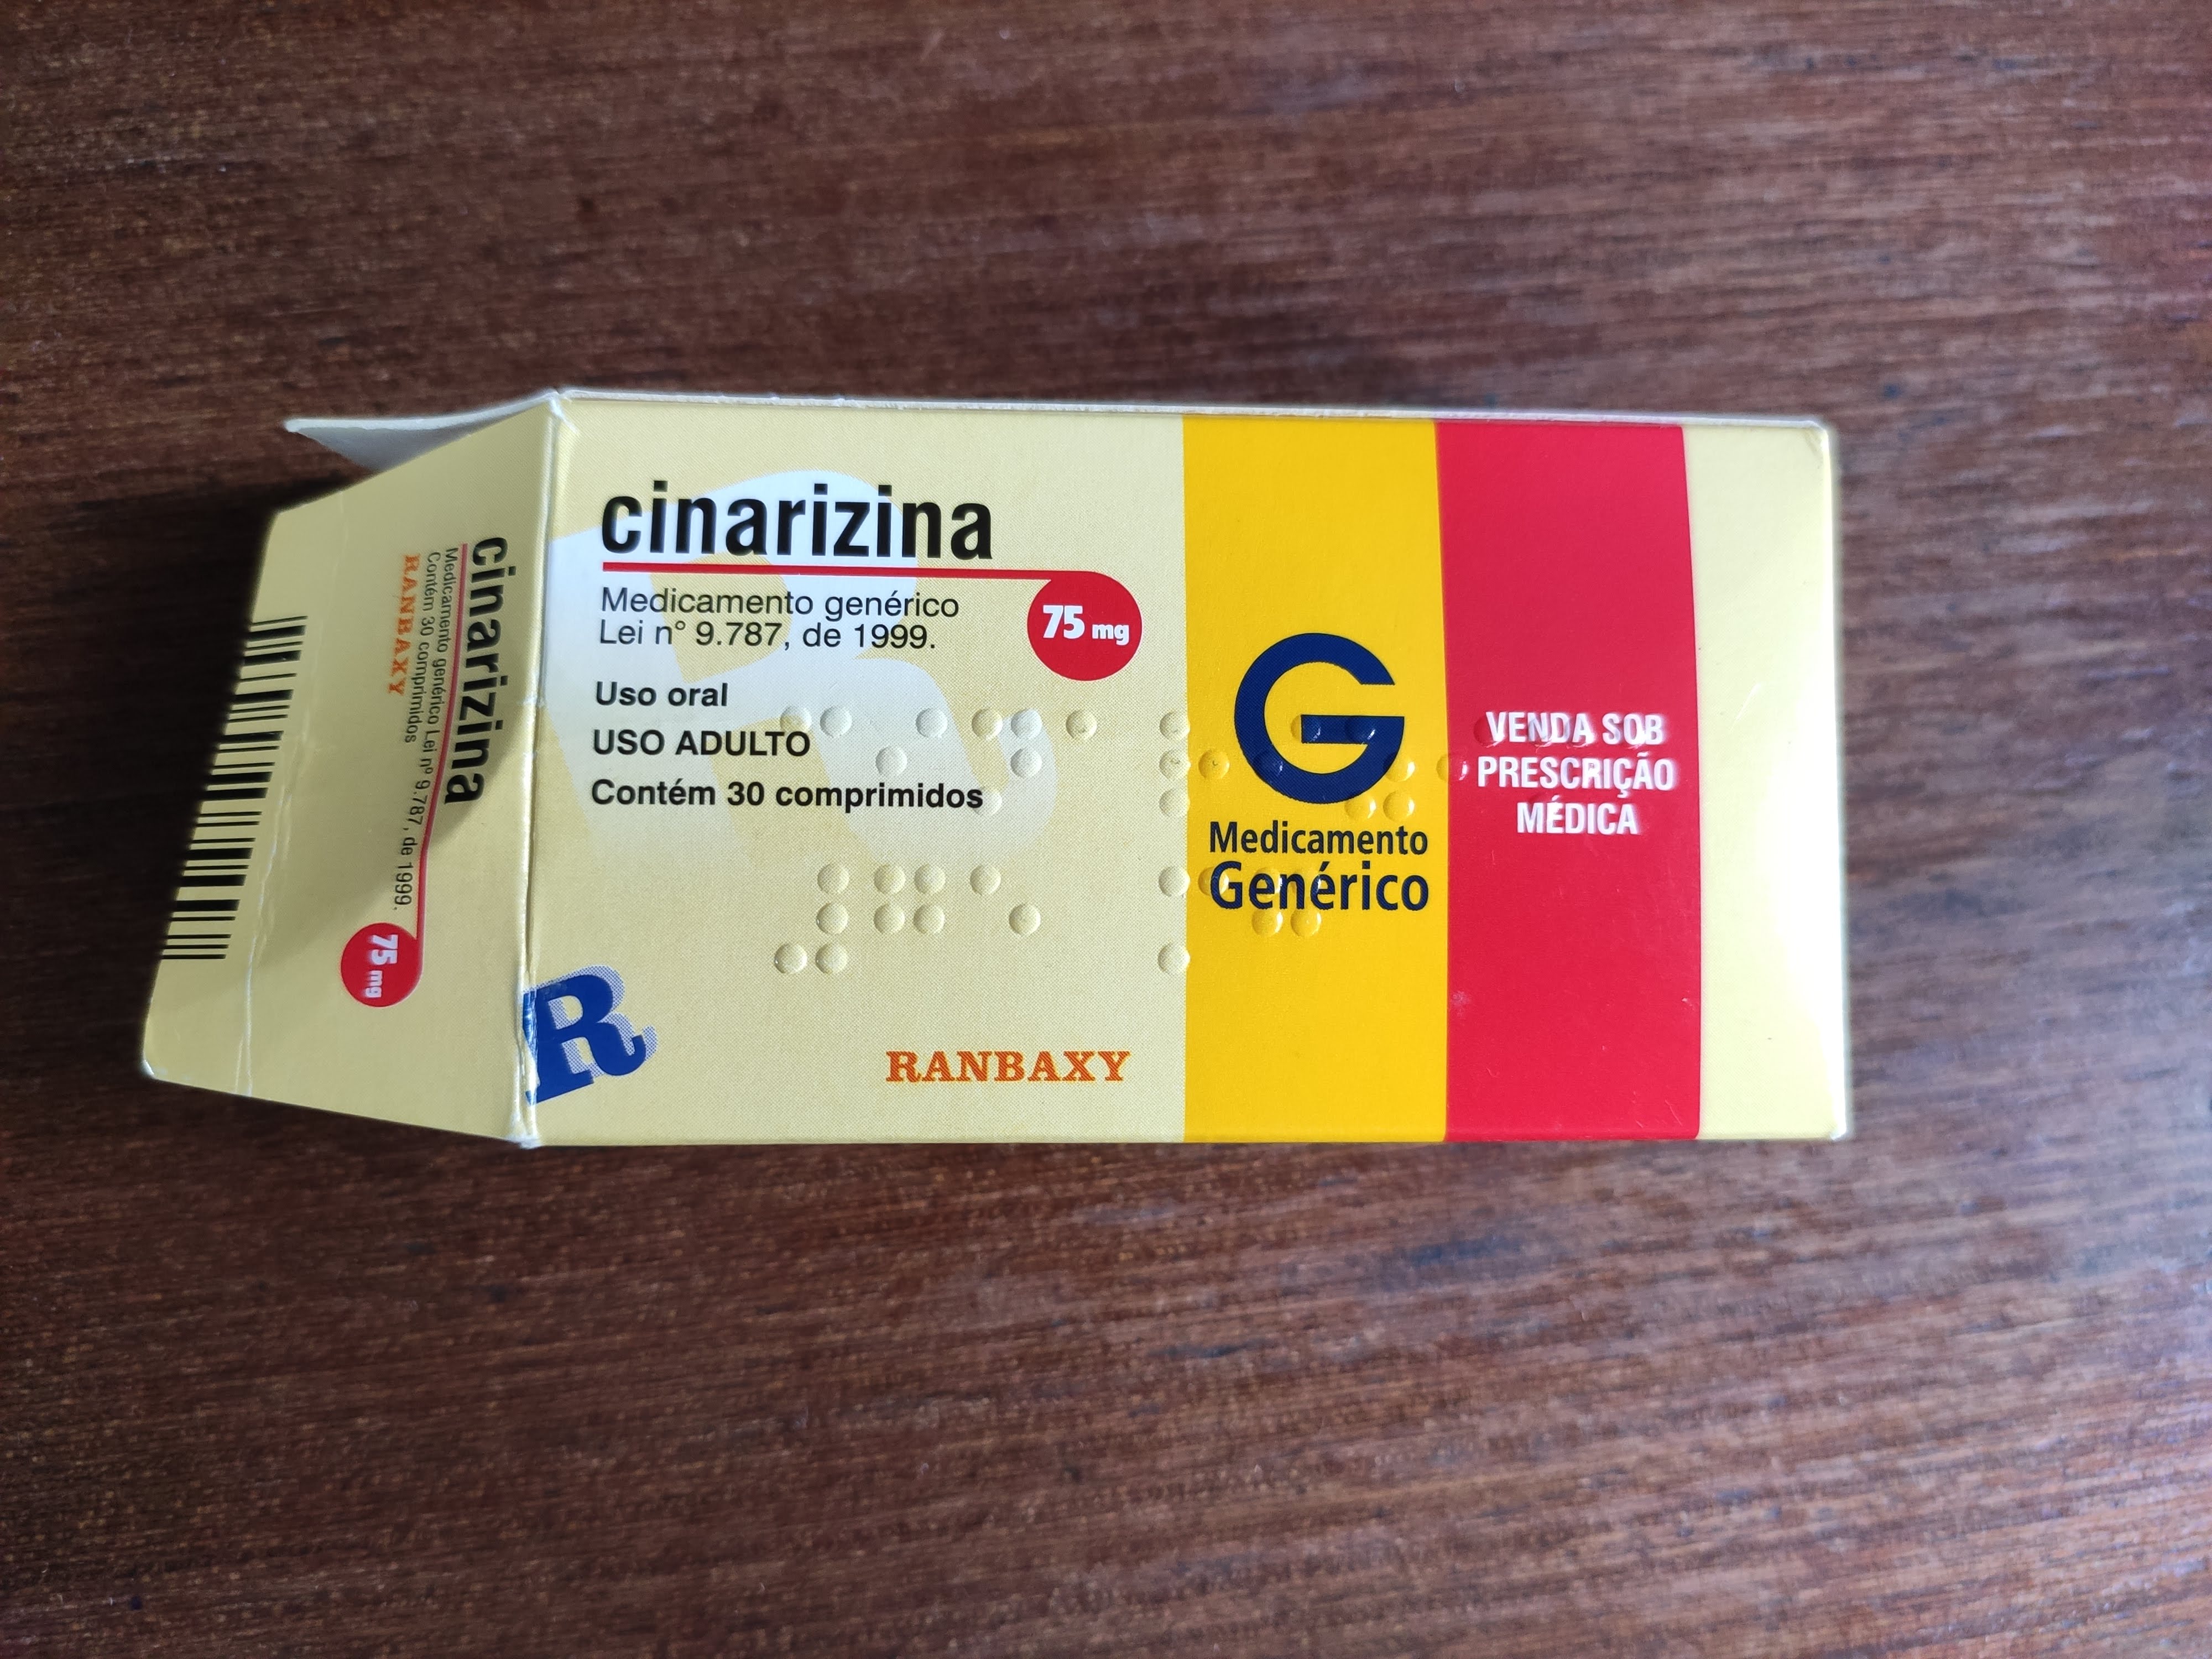 cinarizina
Medicamento genérico
Lei n° 9.787, de 1999.
75 mg
Uso oral
USO ADULTO
Contém 30 comprimidos
R
RANBAXY
G
Medicamento
Genérico
VENDA SOB
PRESCRIÇÃO
MÉDICA
cinarizina
Medicamento genérico Lei nº 9.787, de 1999.
Contém 30 comprimidos
RANBAXY
75 mg